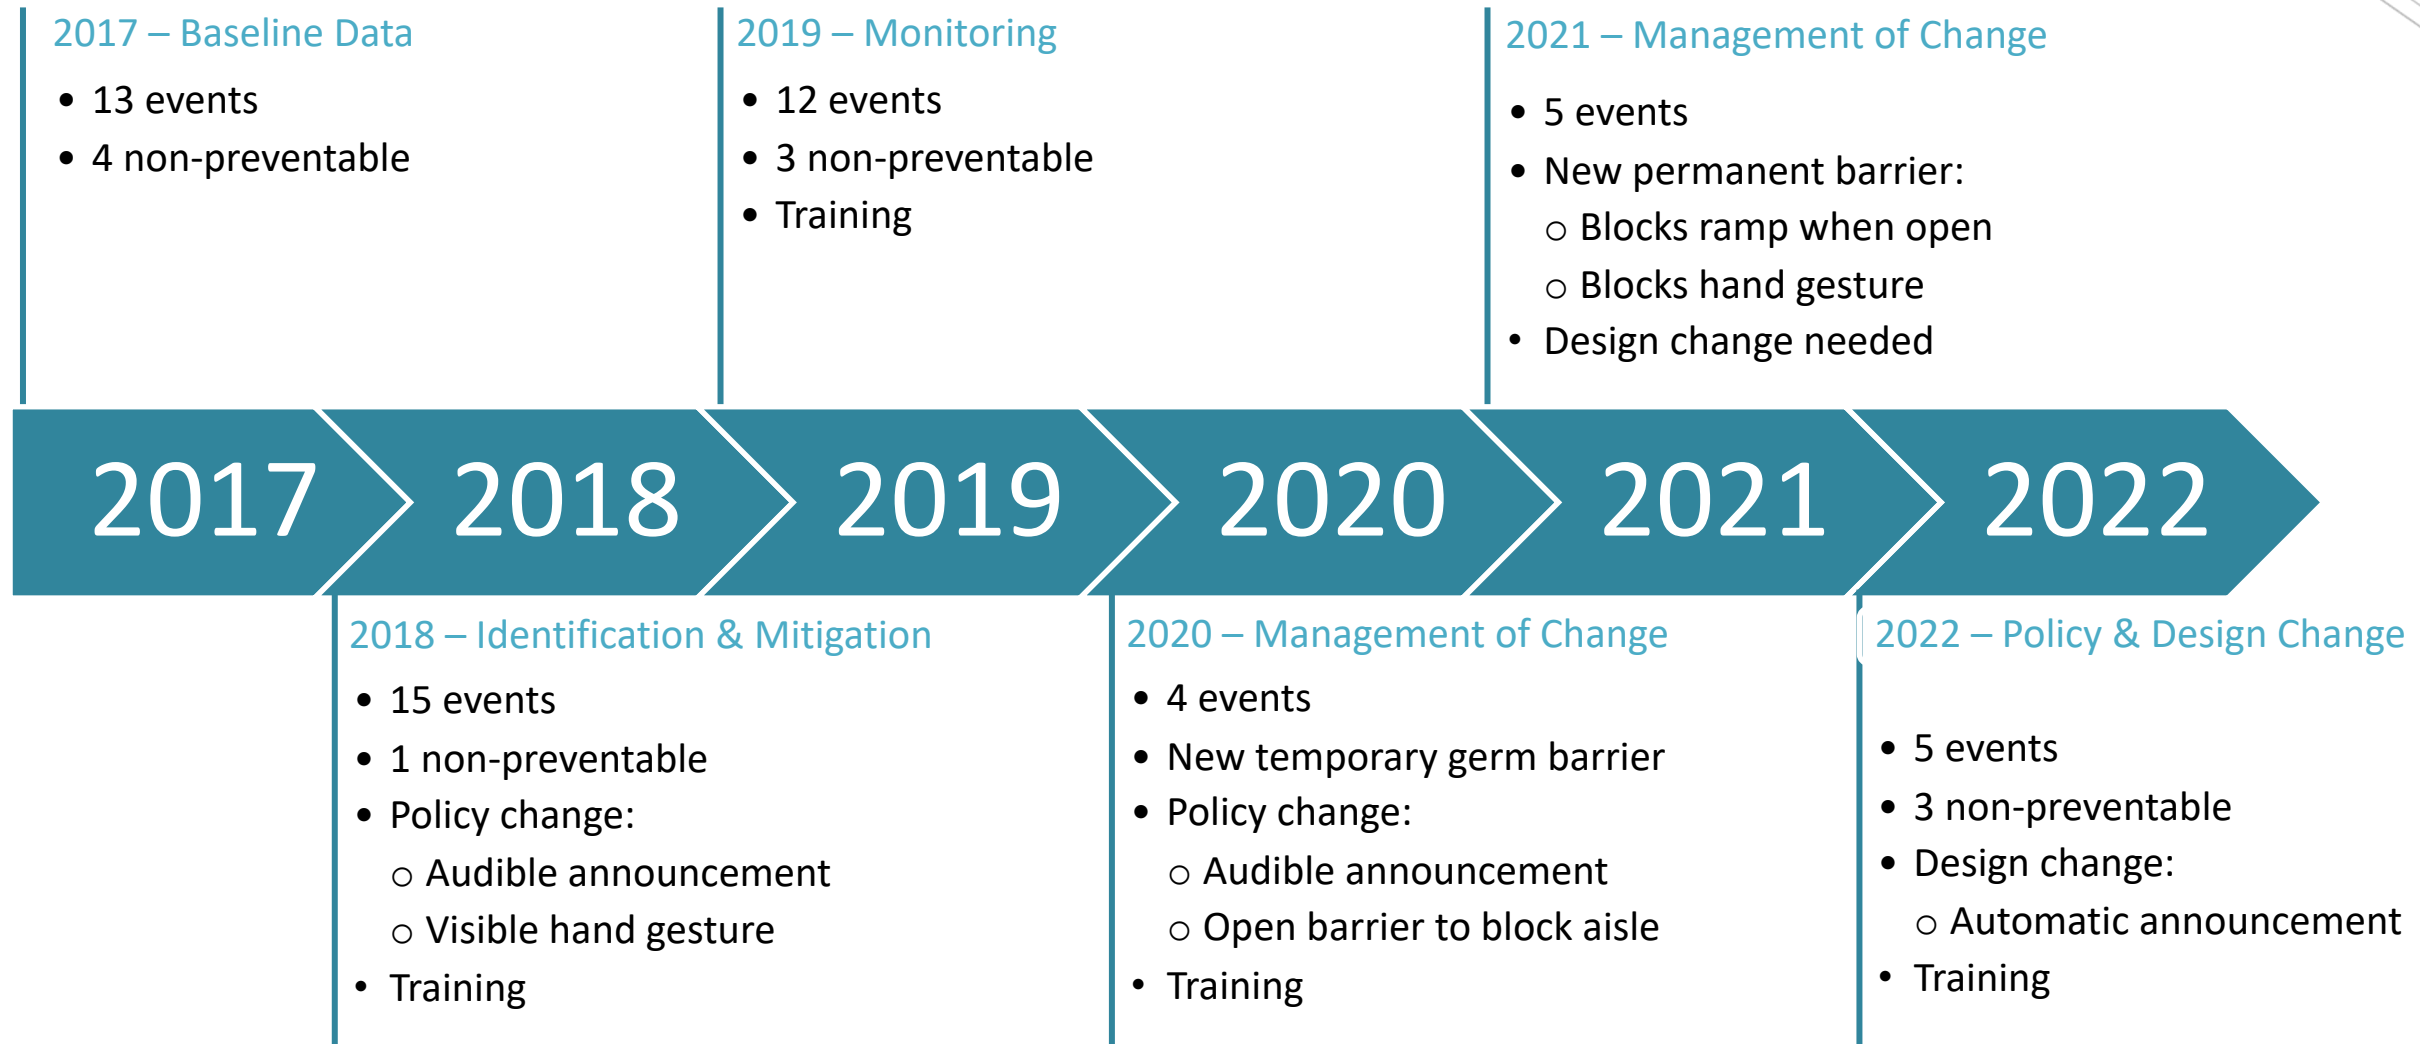 2017 – Baseline Data
• 13 events
• 4 non-preventable
2019 – Monitoring
• 12 events
• 3 non-preventable
• Training
2021 – Management of Change
• 5 events
• New permanent barrier:
o Blocks ramp when open
o Blocks hand gesture
• Design change needed
2017
2018
2019
2020
2021
2022
2018 – Identification & Mitigation
• 15 events
• 1 non-preventable
• Policy change:
o Audible announcement
o Visible hand gesture
• Training
2020 – Management of Change
• 4 events
• New temporary germ barrier
• Policy change:
o Audible announcement
o Open barrier to block aisle
• Training
2022 – Policy & Design Change
• 5 events
• 3 non-preventable
• Design change:
o Automatic announcement
• Training